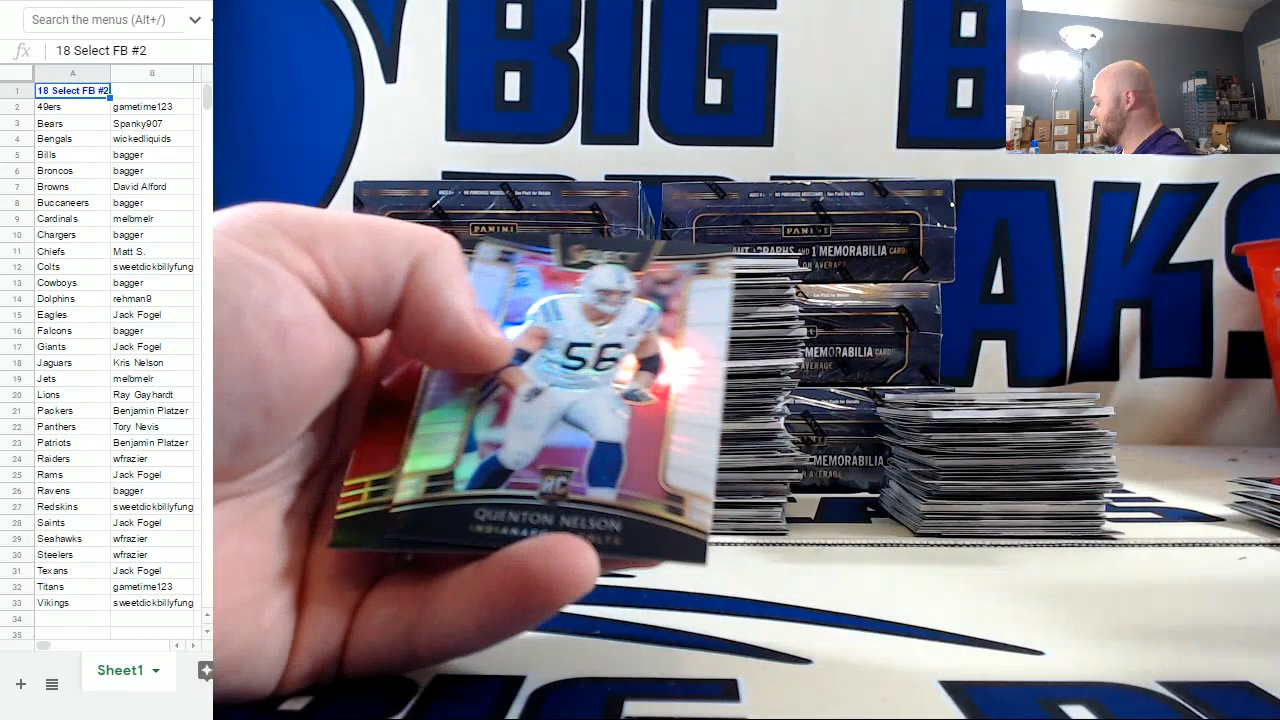 Search the menus (Alt+/)
fx 18 Select FB #2
A B
1 18 Select FB #2
2 49ers gametime123
3 Bears Spanky907
4 Bengals wickedliquids
5 Bills bagger
6 Broncos bagger
7 Browns David Alford
8
9 Cardinals melbmelr
10 Chargers bagger
11 Chiefs Matt S.
12 Colts sweetdickbillyfung
13 Cowboys bagger
14 Dolphins rehman9
15 Eagles Jack Fogel
16 Falcons bagger
17 Giants Jack Fogel
18 Jaguars Kris Polson
19 Jets melbmelr
20 Lions Ray Gayhardt
21 Packers Benjamin Platzer
22 Panthers Tory Nevis
23 Patriots Benjamin Platzer
24 Raiders wfrazier
25 Rams Jack Fogel
26 Ravens bagger
27 Redskins sweetdickbillyfung
28 Saints Jack Fogel
29 Seahawks wfrazier
30 Steelers wfrazier
31 Texans Jack Fogel
32 Titans gametime123
33 Vikings sweetdickbillyfung
34
35
Sheet1
BIG B
BREAKS
PANINI
PANINI
AUTOGRAPHS AND 1 MEMORABILIA CARD
ON AVERAGE
MEMORABILIA CARD
AVERAGE
MEMORABILIA
56
RC
QUENTON NELSON
BIG